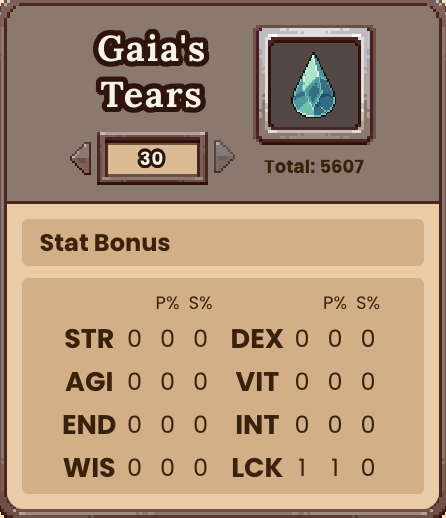 Gaia's
Tears
30
Total: 5607
Stat Bonus
P% S% P% S%
STR 0 0 0 DEX 0 0 0
AGI 0 0 0 VIT 0 0 0
END 0 0 0 INT 0 0 0
WIS 0 0 0 LCK 1 1 0